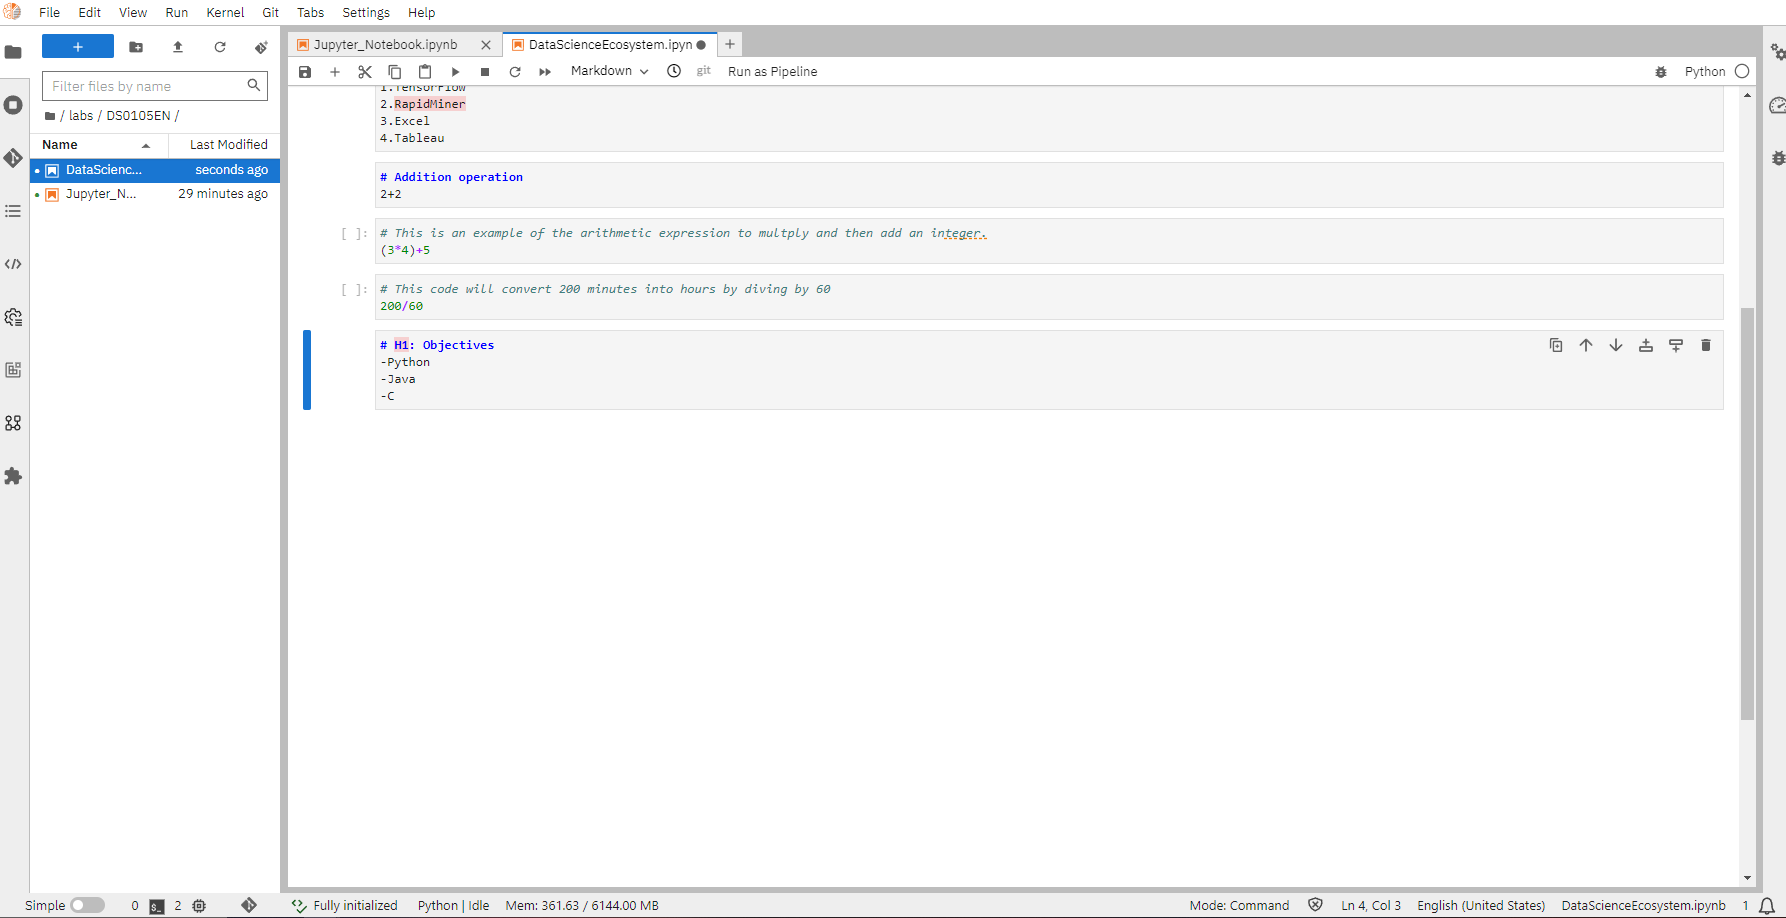 File Edit View Run Kernel Git Tabs Settings Help
+
Filter files by name
/ labs / DS0105EN /
Name Last Modified
DataScienc... seconds ago
Jupyter_N... 29 minutes ago
Jupyter_Notebook.ipynb
DataScienceEcosystem.ipyn
Markdown git Run as Pipeline Python
1.TensorFlow
2.RapidMiner
3.Excel
4.Tableau
# Addition operation
2+2
[ ]: # This is an example of the arithmetic expression to multply and then add an integer.
(3*4)+5
[ ]: # This code will convert 200 minutes into hours by diving by 60
200/60
# H1: Objectives
-Python
-Java
-C
Simple 0 $_ 2 Fully initialized Python | Idle Mem: 361.63 / 6144.00 MB Mode: Command Ln 4, Col 3 English (United States) DataScienceEcosystem.ipynb 1